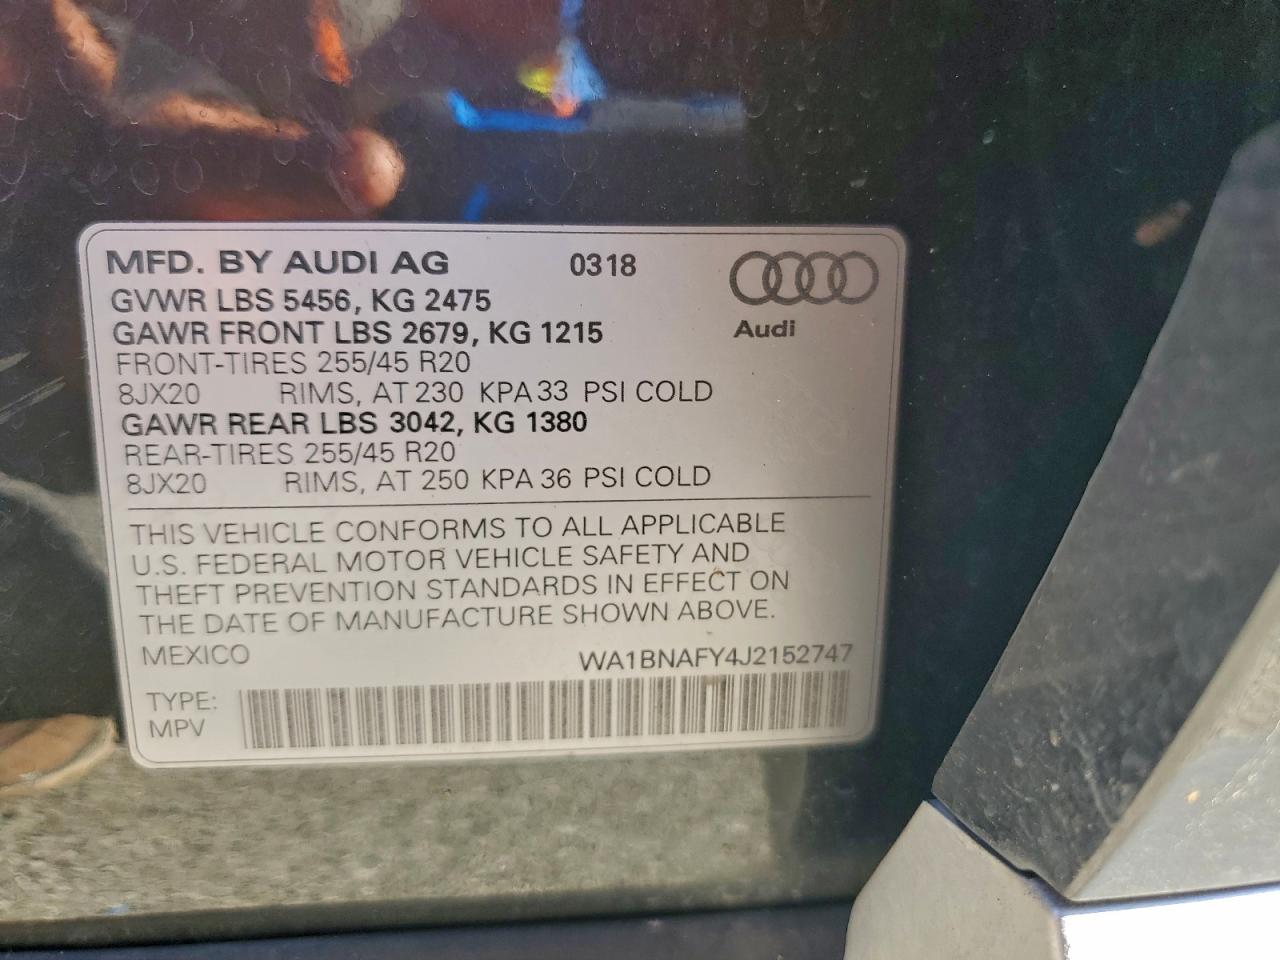 MFD. BY AUDI AG 0318
GVWR LBS 5456, KG 2475
GAWR FRONT LBS 2679, KG 1215
Audi
FRONT-TIRES 255/45 R20
8JX20 RIMS, AT 230 KPA 33 PSI COLD
GAWR REAR LBS 3042, KG 1380
REAR-TIRES 255/45 R20
8JX20 RIMS, AT 250 KPA 36 PSI COLD
THIS VEHICLE CONFORMS TO ALL APPLICABLE
U.S. FEDERAL MOTOR VEHICLE SAFETY AND
THEFT PREVENTION STANDARDS IN EFFECT ON
THE DATE OF MANUFACTURE SHOWN ABOVE.
MEXICO WA1BNAFY4J2152747
TYPE:
MPV